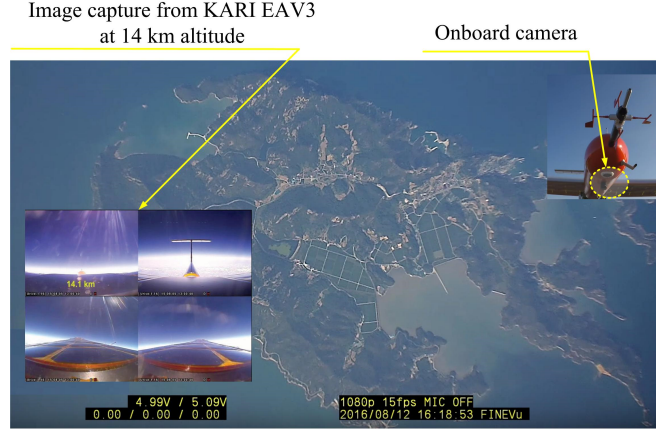 Image capture from KARI EAV3
at 14 km altitude
Onboard camera
14.1 km
4.99V / 5.09V
0.00 / 0.00 / 0.00
1080p 15fps MIC OFF
2016/08/12 16:18:53 FINEVu